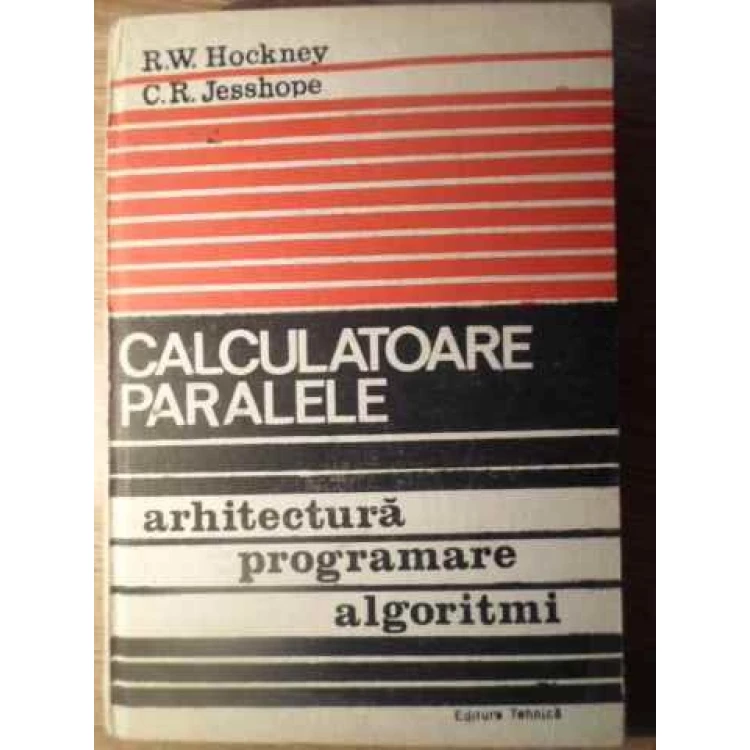 R.W. Hockney
C.R. Jesshope
CALCULATOARE
PARALELE
arhitectură
programare
algoritmi
Editura Tehnică